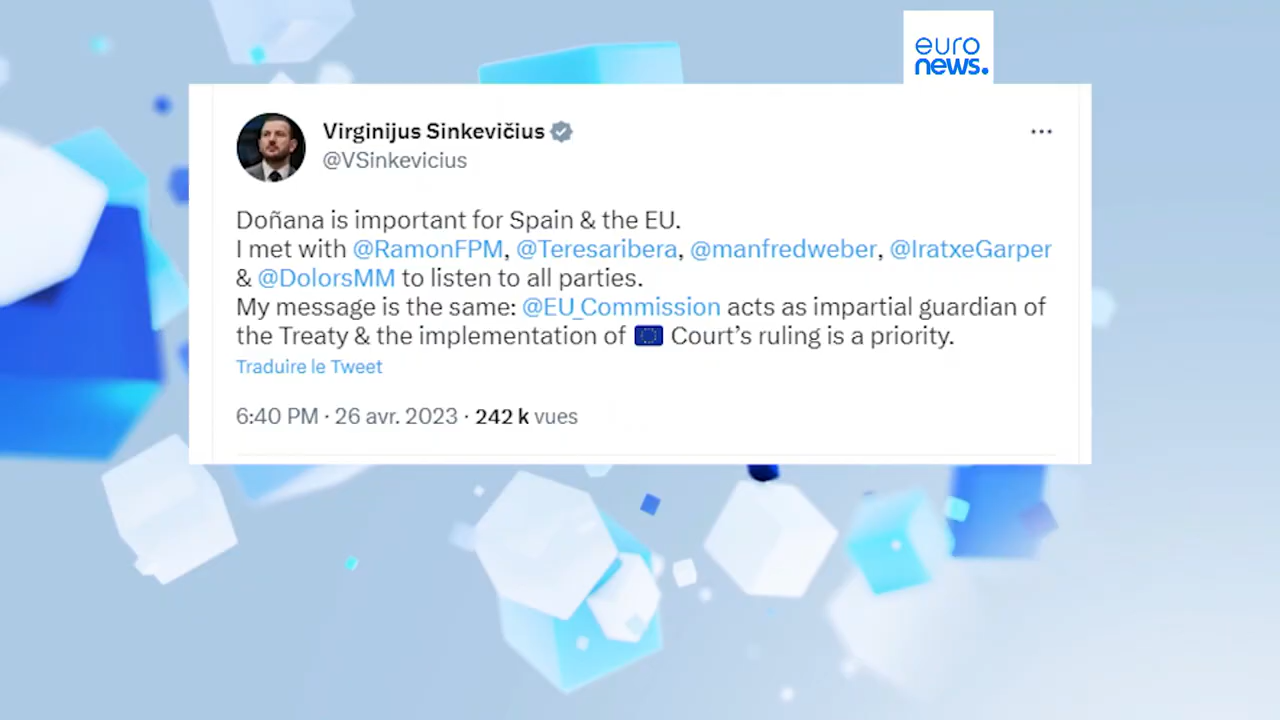 euro
news.
Virginijus Sinkevičius
@VSinkevicius
Doñana is important for Spain & the EU.
I met with @RamonFPM, @Teresaribera, @manfredweber, @IratxeGarper
& @DolorsMM to listen to all parties.
My message is the same: @EU_Commission acts as impartial guardian of
the Treaty & the implementation of 🇪🇺 Court’s ruling is a priority.
Traduire le Tweet
6:40 PM · 26 avr. 2023 · 242 k vues